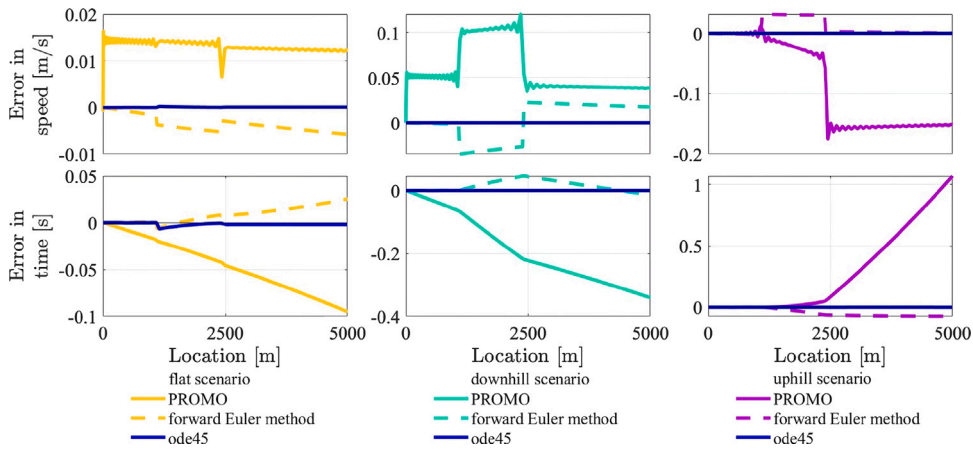 Error in
speed [m/s]
0.02
0.01
0
-0.01
0.1
0.05
0
0
-0.1
-0.2
Error in
time [s]
0.05
0
-0.05
-0.1
0
-0.2
-0.4
1
0.5
0
0 2500 5000
0 2500 5000
0 2500 5000
Location [m]
Location [m]
Location [m]
flat scenario
PROMO
forward Euler method
ode45
downhill scenario
PROMO
forward Euler method
ode45
uphill scenario
PROMO
forward Euler method
ode45